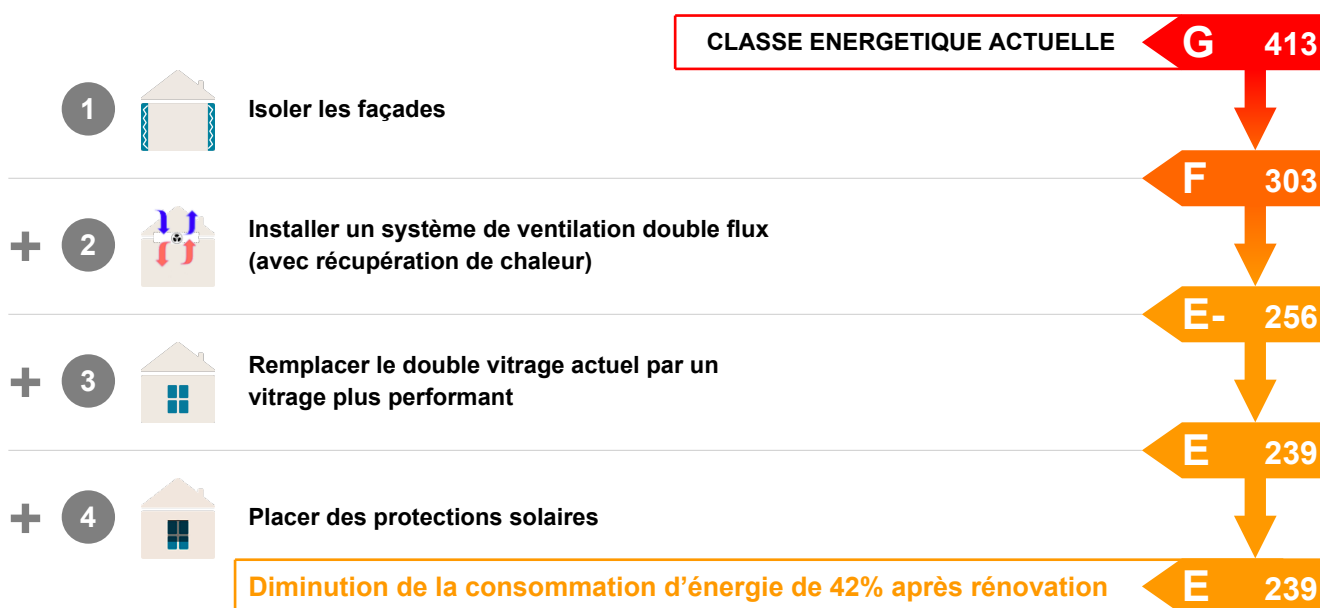 CLASSE ENERGETIQUE ACTUELLE G 413
1 Isoler les façades
F 303
+ 2 Installer un système de ventilation double flux
(avec récupération de chaleur)
E- 256
+ 3 Remplacer le double vitrage actuel par un
vitrage plus performant
E 239
+ 4 Placer des protections solaires
Diminution de la consommation d’énergie de 42% après rénovation E 239